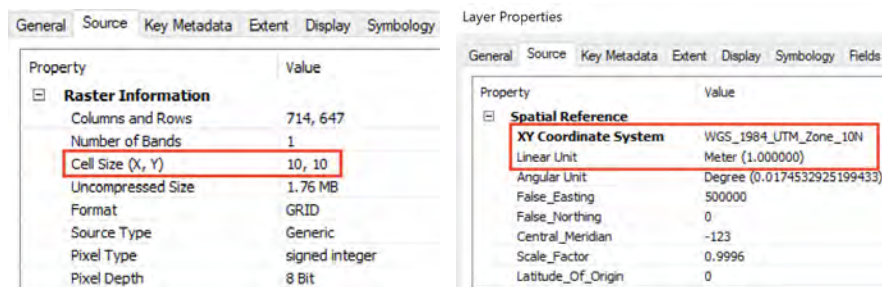 General Source Key Metadata Extent Display Symbology
Property Value
Raster Information
Columns and Rows 714, 647
Number of Bands 1
Cell Size (X, Y) 10, 10
Uncompressed Size 1.76 MB
Format GRID
Source Type Generic
Pixel Type signed integer
Pixel Depth 8 Bit
Layer Properties
General Source Key Metadata Extent Display Symbology Fields
Property Value
Spatial Reference
XY Coordinate System WGS_1984_UTM_Zone_10N
Linear Unit Meter (1.000000)
Angular Unit Degree (0.0174532925199433)
False_Easting 500000
False_Northing 0
Central_Meridian -123
Scale_Factor 0.9996
Latitude_Of_Origin 0